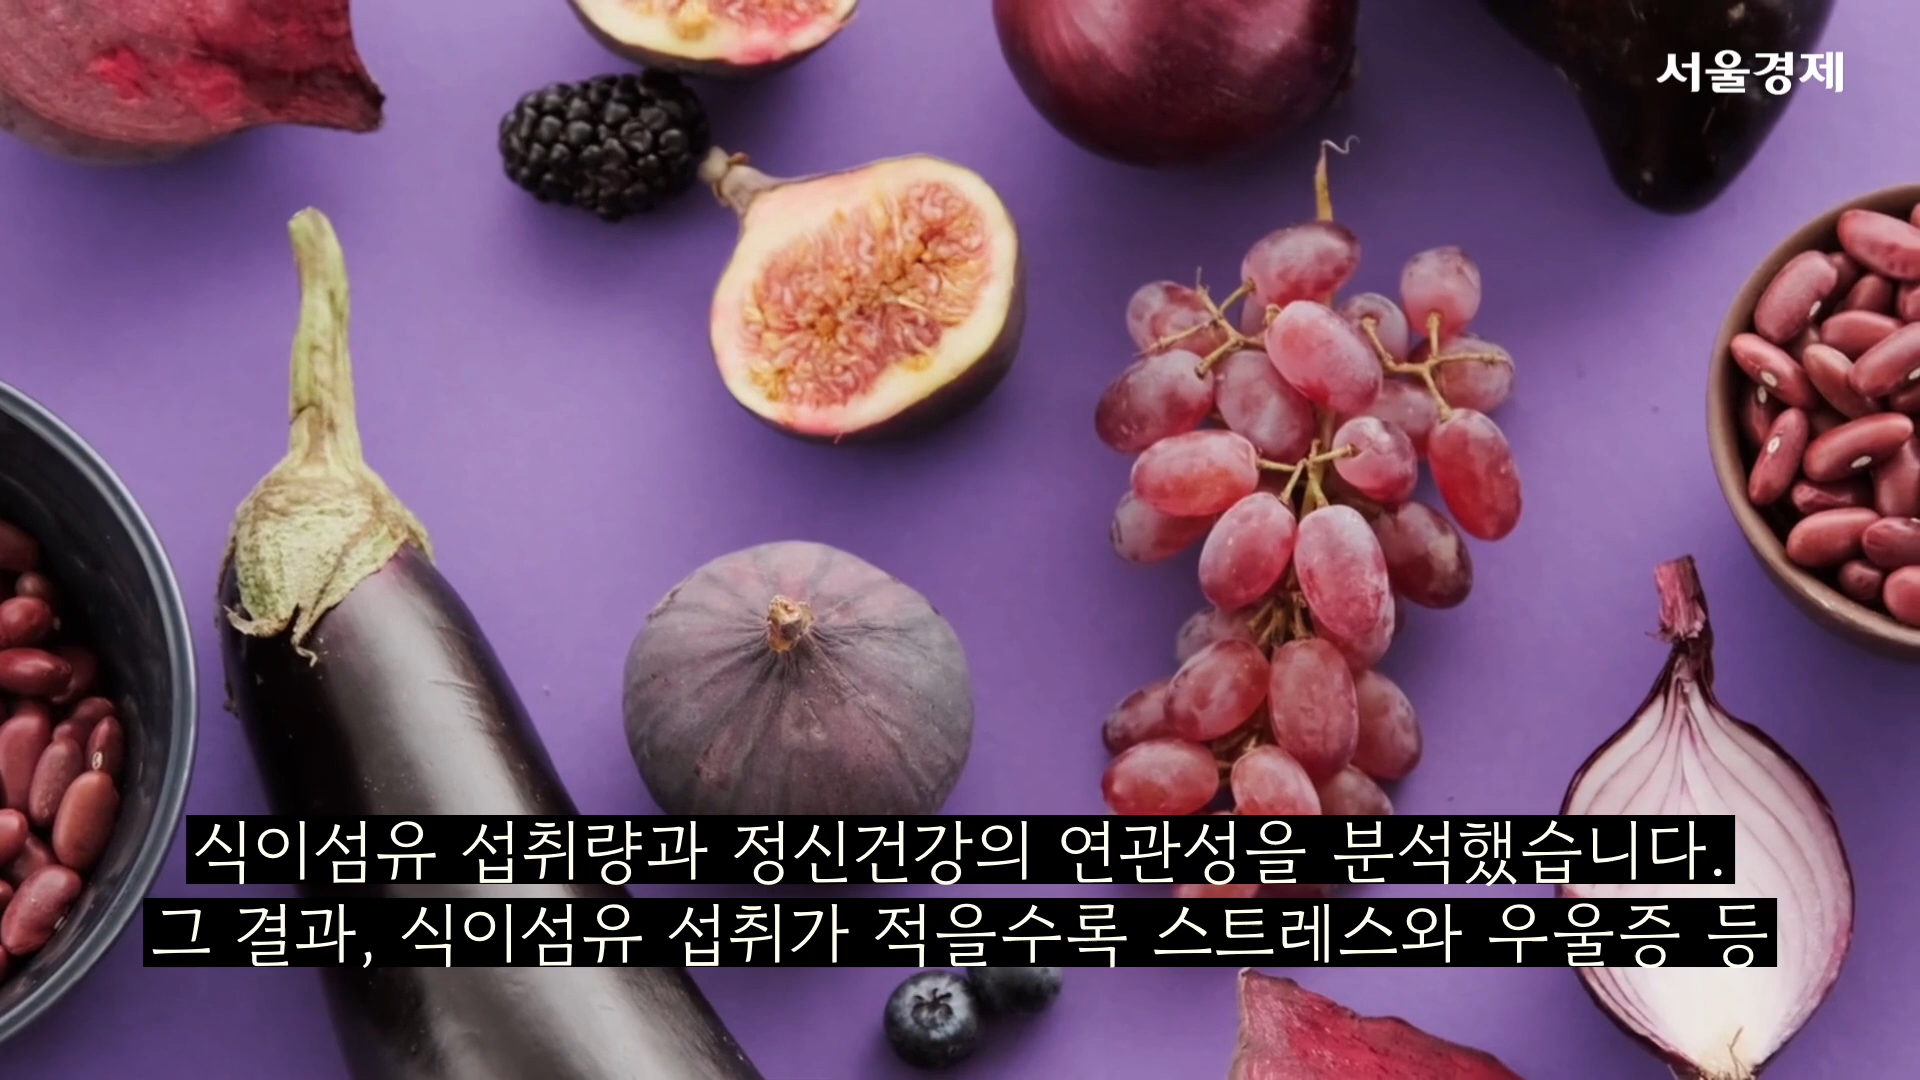 서울경제
식이섬유 섭취량과 정신건강의 연관성을 분석했습니다.
그 결과, 식이섬유 섭취가 적을수록 스트레스와 우울증 등